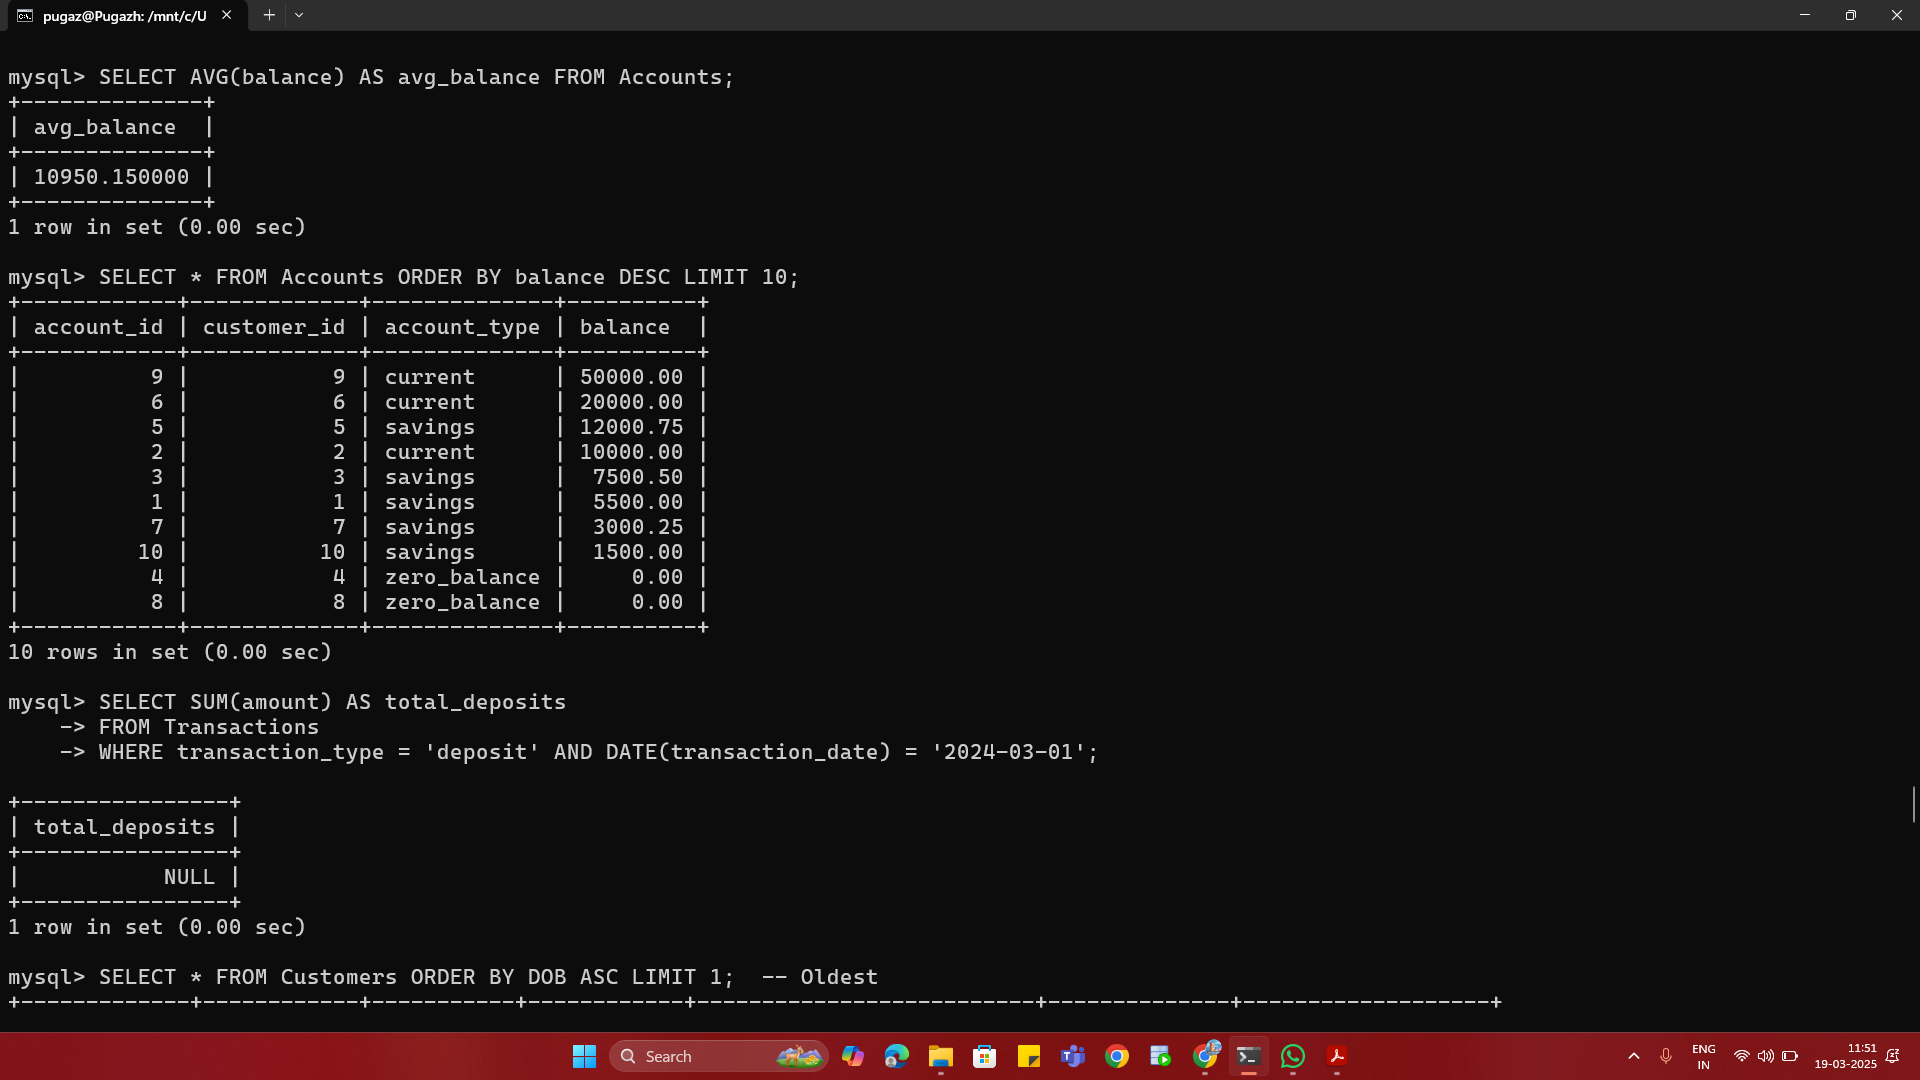 pugaz@Pugazh: /mnt/c/U
mysql> SELECT AVG(balance) AS avg_balance FROM Accounts;
+--------------+
| avg_balance  |
+--------------+
| 10950.150000 |
+--------------+
1 row in set (0.00 sec)
mysql> SELECT * FROM Accounts ORDER BY balance DESC LIMIT 10;
+------------+-------------+--------------+----------+
| account_id | customer_id | account_type | balance  |
+------------+-------------+--------------+----------+
|          9 |           9 | current      | 50000.00 |
|          6 |           6 | current      | 20000.00 |
|          5 |           5 | savings      | 12000.75 |
|          2 |           2 | current      | 10000.00 |
|          3 |           3 | savings      |  7500.50 |
|          1 |           1 | savings      |  5500.00 |
|          7 |           7 | savings      |  3000.25 |
|         10 |          10 | savings      |  1500.00 |
|          4 |           4 | zero_balance |     0.00 |
|          8 |           8 | zero_balance |     0.00 |
+------------+-------------+--------------+----------+
10 rows in set (0.00 sec)
mysql> SELECT SUM(amount) AS total_deposits
    -> FROM Transactions
    -> WHERE transaction_type = 'deposit' AND DATE(transaction_date) = '2024-03-01';
+----------------+
| total_deposits |
+----------------+
|           NULL |
+----------------+
1 row in set (0.00 sec)
mysql> SELECT * FROM Customers ORDER BY DOB ASC LIMIT 1;  -- Oldest
+-------------+------------+-----------+------------+--------------------------+--------------+-------------------+
Search
ENG
IN
11:51
19-03-2025